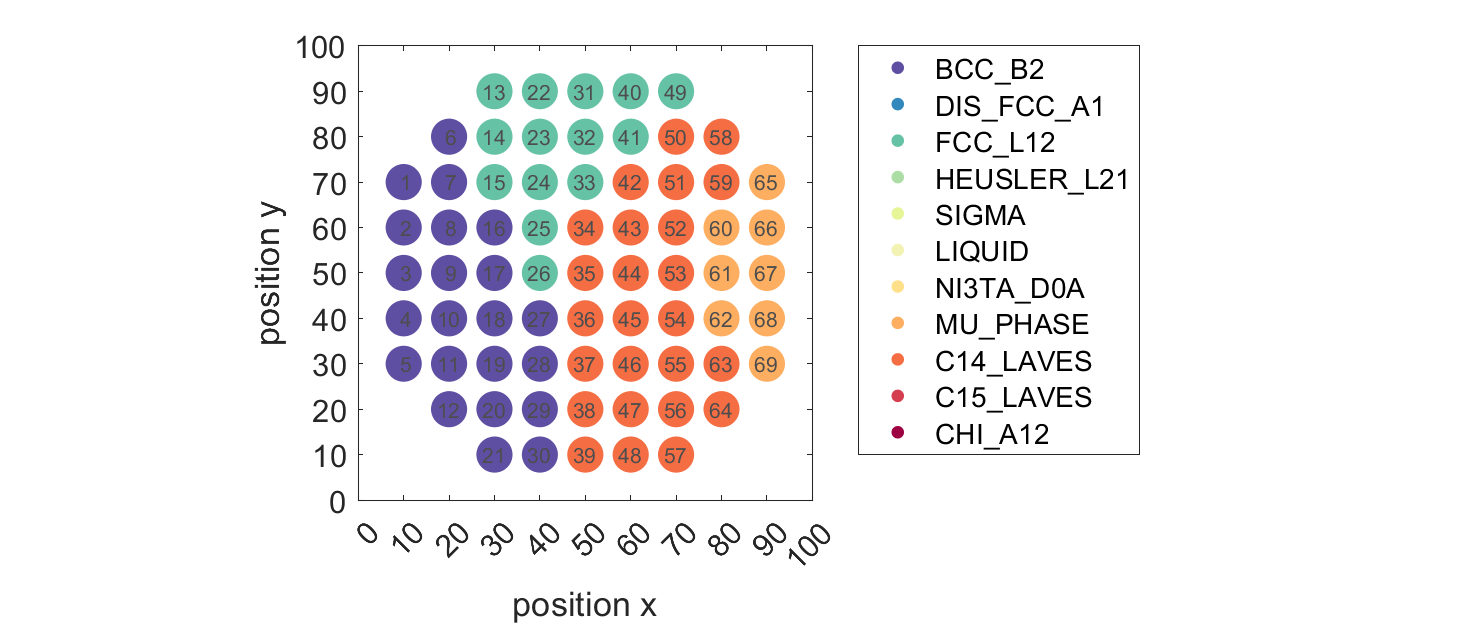 100
13 22 31 40 49
90
6 14 23 32 41 50 58
80
1 7 15 24 33 42 51 59 65
70
2 8 16 25 34 43 52 60 66
60
3 9 17 26 35 44 53 61 67
50
4 10 18 27 36 45 54 62 68
40
5 11 19 28 37 46 55 63 69
30
12 20 29 38 47 56 64
20
21 30 39 48 57
10
0
position y
0 10 20 30 40 50 60 70 80 90 100
position x
BCC_B2
DIS_FCC_A1
FCC_L12
HEUSLER_L21
SIGMA
LIQUID
NI3TA_D0A
MU_PHASE
C14_LAVES
C15_LAVES
CHI_A12